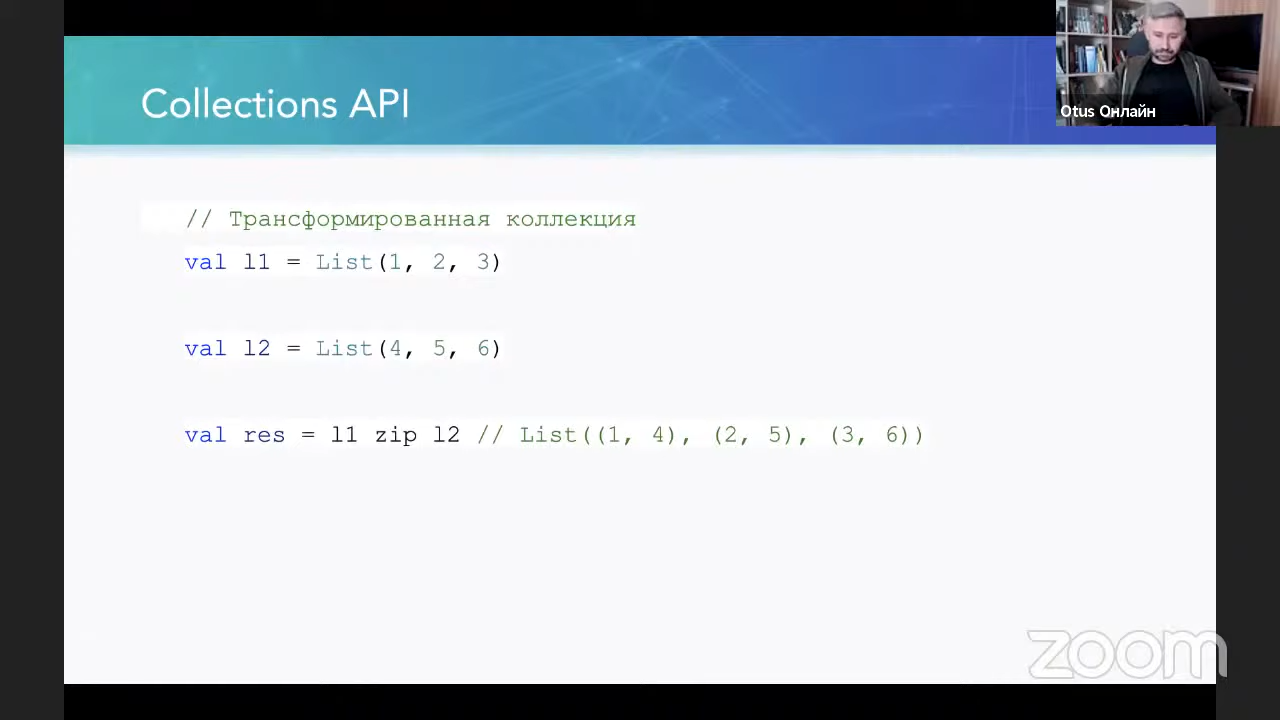 Collections API
Otus Онлайн
// Трансформированная коллекция
val l1 = List(1, 2, 3)
val l2 = List(4, 5, 6)
val res = l1 zip l2 // List((1, 4), (2, 5), (3, 6))
zoom